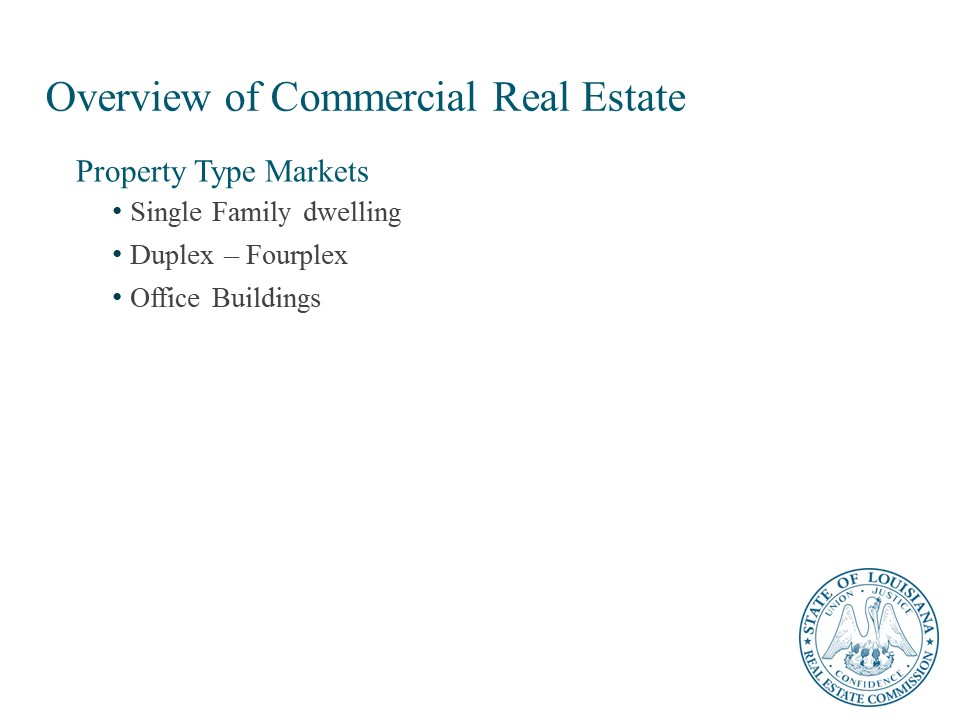 Overview of Commercial Real Estate
Property Type Markets
• Single Family dwelling
• Duplex – Fourplex
• Office Buildings
STATE OF LOUISIANA
UNION · JUSTICE
· CONFIDENCE ·
REAL ESTATE COMMISSION